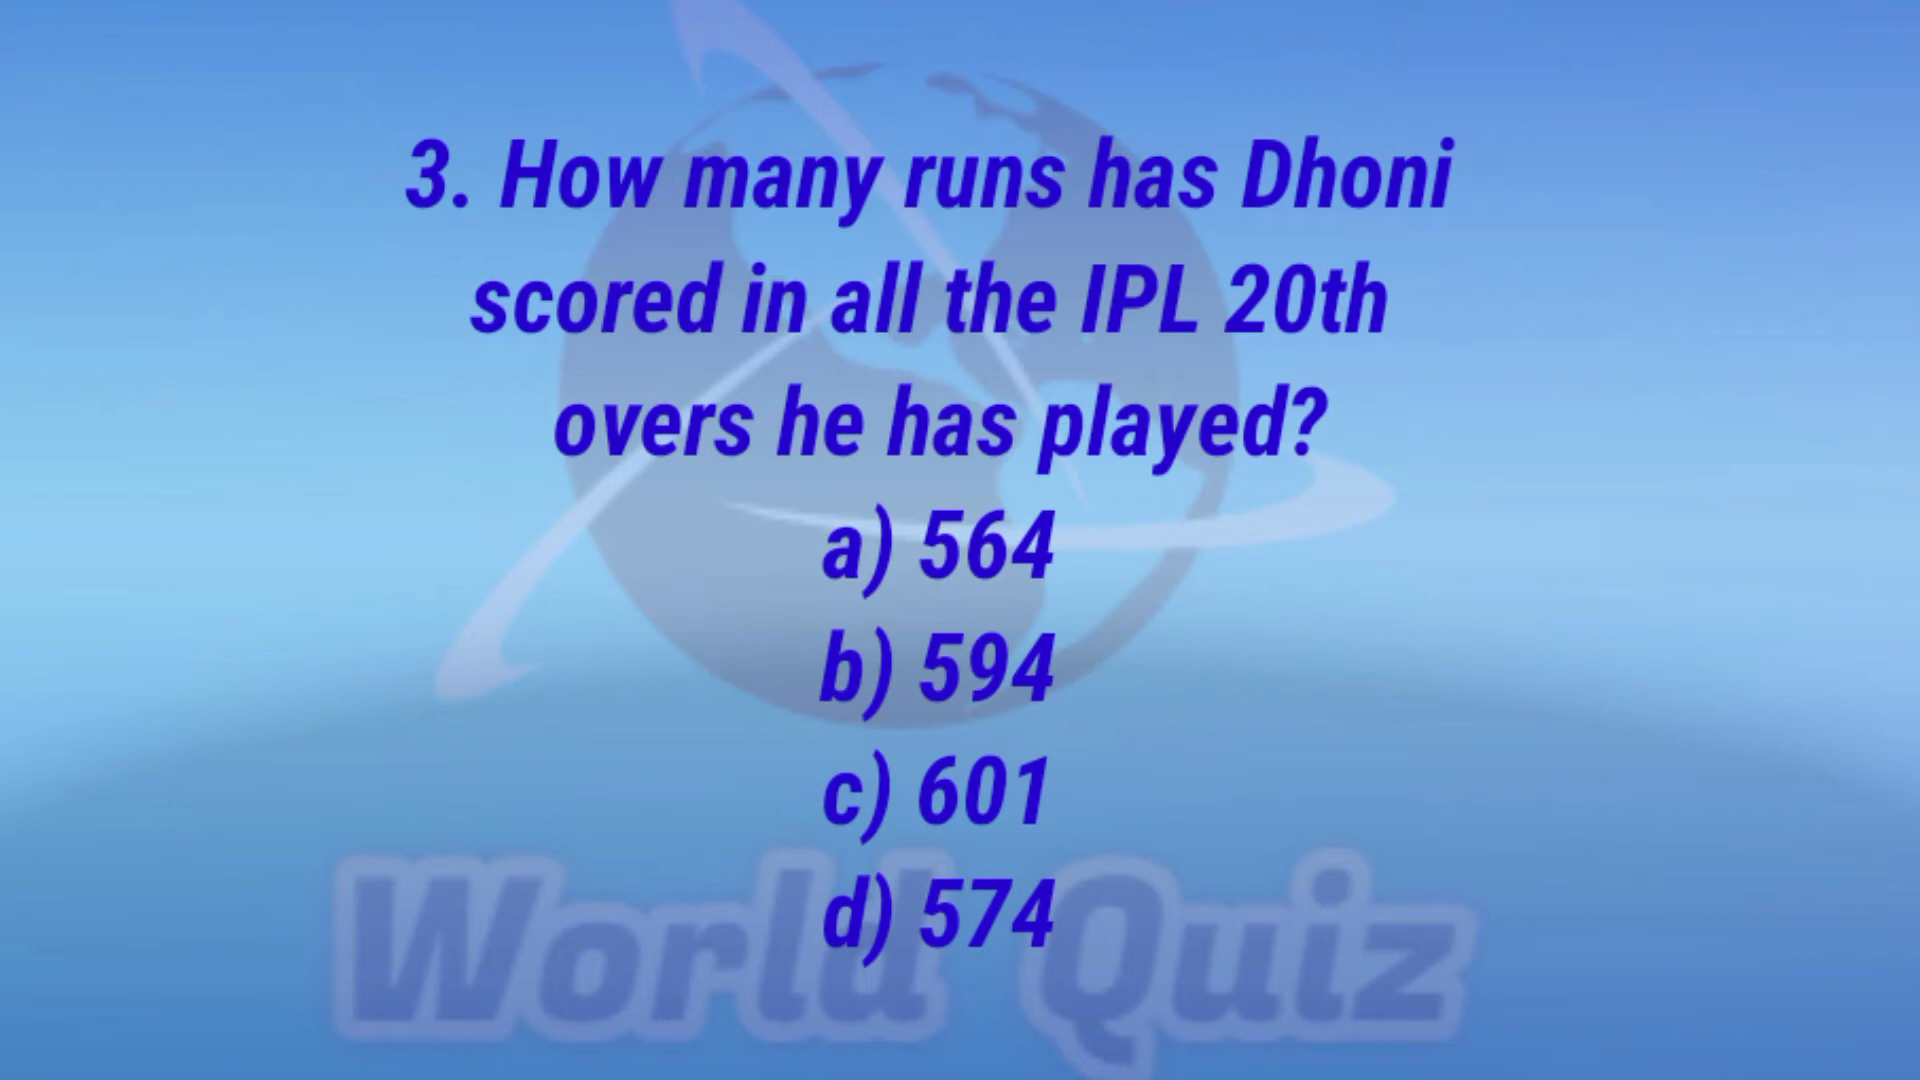 3. How many runs has Dhoni
scored in all the IPL 20th
overs he has played?
a) 564
b) 594
c) 601
d) 574
World Quiz